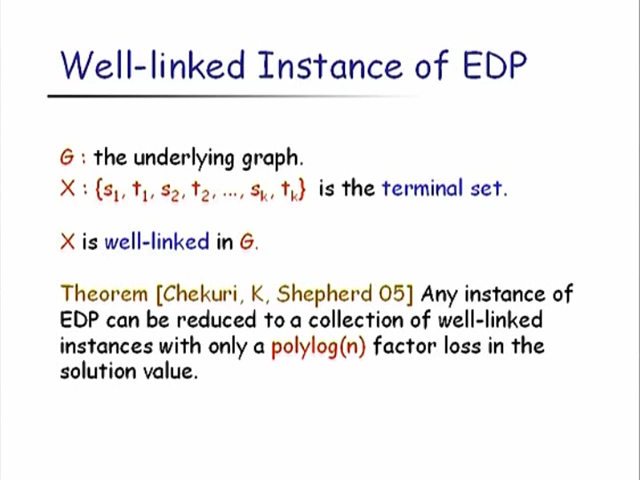 Well-linked Instance of EDP
G : the underlying graph.
X : {s₁, t₁, s₂, t₂, ..., sₖ, tₖ} is the terminal set.
X is well-linked in G.
Theorem [Chekuri, K, Shepherd 05] Any instance of
EDP can be reduced to a collection of well-linked
instances with only a polylog(n) factor loss in the
solution value.